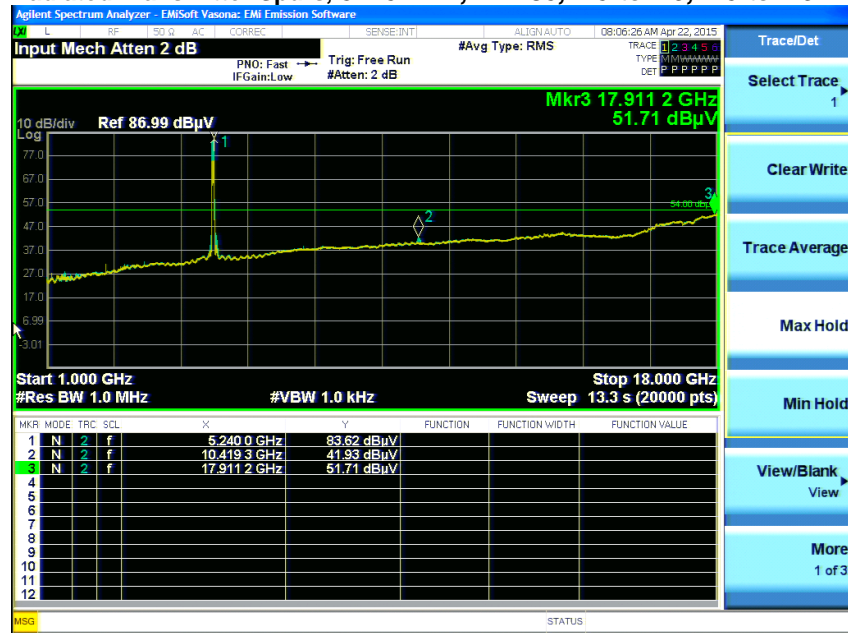 Agilent Spectrum Analyzer - EMiSoft Vasona: EMi Emission Software
LXI L RF 50 Ω AC CORREC SENSE:INT ALIGN AUTO 08:06:26 AM Apr 22, 2015
Input Mech Atten 2 dB
PNO: Fast
IFGain:Low
Trig: Free Run
#Atten: 2 dB
#Avg Type: RMS
TRACE 1 2 3 4 5 6
TYPE MMWWWW
DET P P P P P P
Mkr3 17.911 2 GHz
51.71 dBµV
10 dB/div
Log
Ref 86.99 dBµV
77.0
67.0
57.0
47.0
37.0
27.0
17.0
6.99
-3.01
1
2
3
Start 1.000 GHz
Stop 18.000 GHz
#Res BW 1.0 MHz
#VBW 1.0 kHz
Sweep 13.3 s (20000 pts)
MKR MODE TRC SCL X Y FUNCTION FUNCTION WIDTH FUNCTION VALUE
1 N 2 f 5.240 0 GHz 83.62 dBµV
2 N 2 f 10.419 3 GHz 41.93 dBµV
3 N 2 f 17.911 2 GHz 51.71 dBµV
4
5
6
7
8
9
10
11
12
MSG
STATUS
Trace/Det
Select Trace
1
Clear Write
Trace Average
Max Hold
Min Hold
View/Blank
View
More
1 of 3